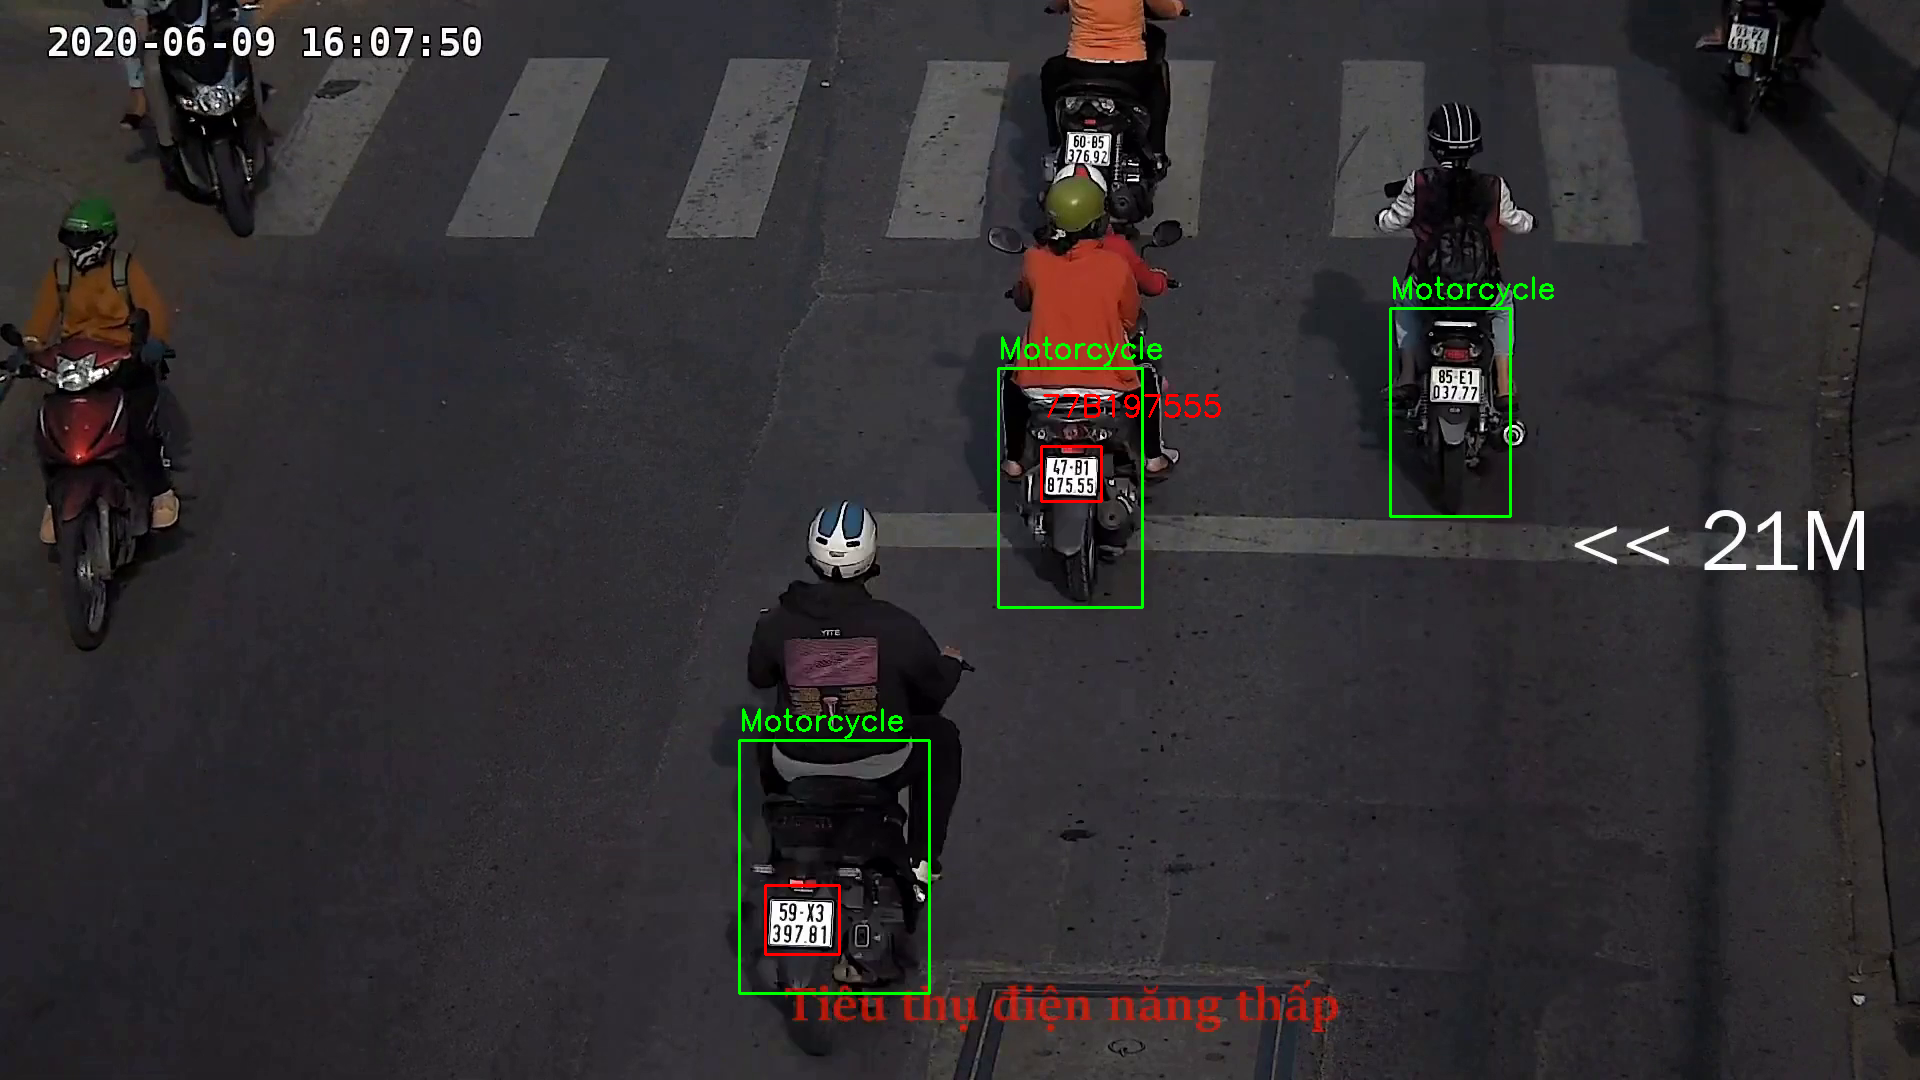 2020-06-09 16:07:50
60-B5
376.92
Motorcycle
85-E1
037.77
Motorcycle
77B197555
47-B1
875.55
<< 21M
YITE
Motorcycle
59-X3
397.81
Tiêu thụ điện năng thấp